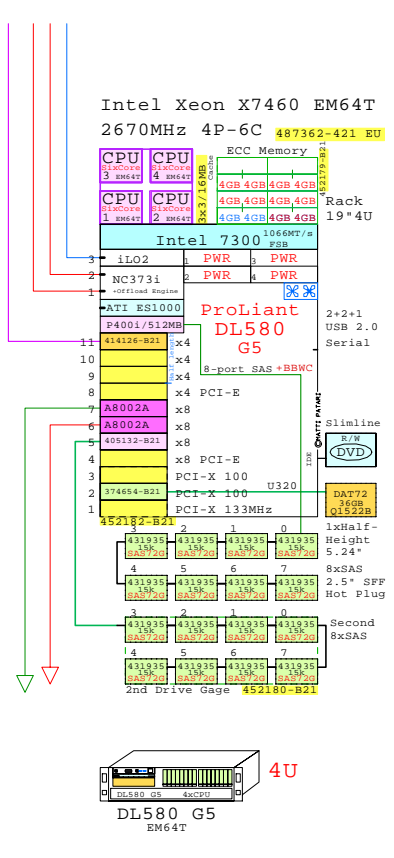 Intel Xeon X7460 EM64T
2670MHz 4P-6C 487362-421 EU
CPU SixCore 3 EM64T CPU SixCore 4 EM64T
CPU SixCore 1 EM64T CPU SixCore 2 EM64T
3x3/16MB
Cache
ECC Memory
4GB 4GB 4GB 4GB
4GB 4GB 4GB 4GB
4GB 4GB 4GB 4GB
452179-B21
Rack
19"4U
Intel 7300 1066MT/s FSB
3 iLO2 1 PWR 3 PWR
2 NC373i 2 PWR 4 PWR
1 +Offload Engine
ATI ES1000
P400i/512MB
ProLiant
DL580
G5
2+2+1
USB 2.0
Serial
11 414126-B21 x4
10 x4
Half length
9 x4
8-port SAS +BBWC
8 x4 PCI-E
7 A8002A x8
6 A8002A x8
5 405132-B21 x8
4 x8 PCI-E
3 PCI-X 100
2 374654-B21 PCI-X 100
1 PCI-X 133MHz
452182-B21
U320
IDE
©MATTI PATARI
Slimline
R/W
DVD
DAT72
36GB
Q1522B
3 2 1 0
431935 431935 431935 431935
15k 15k 15k 15k
SAS72G SAS72G SAS72G SAS72G
1xHalf-
Height
5.24"
4 5 6 7
431935 431935 431935 431935
15k 15k 15k 15k
SAS72G SAS72G SAS72G SAS72G
8xSAS
2.5" SFF
Hot Plug
3 2 1 0
431935 431935 431935 431935
15k 15k 15k 15k
SAS72G SAS72G SAS72G SAS72G
Second
8xSAS
4 5 6 7
431935 431935 431935 431935
15k 15k 15k 15k
SAS72G SAS72G SAS72G SAS72G
2nd Drive Gage 452180-B21
4U
DL580 G5 4xCPU
DL580 G5
EM64T